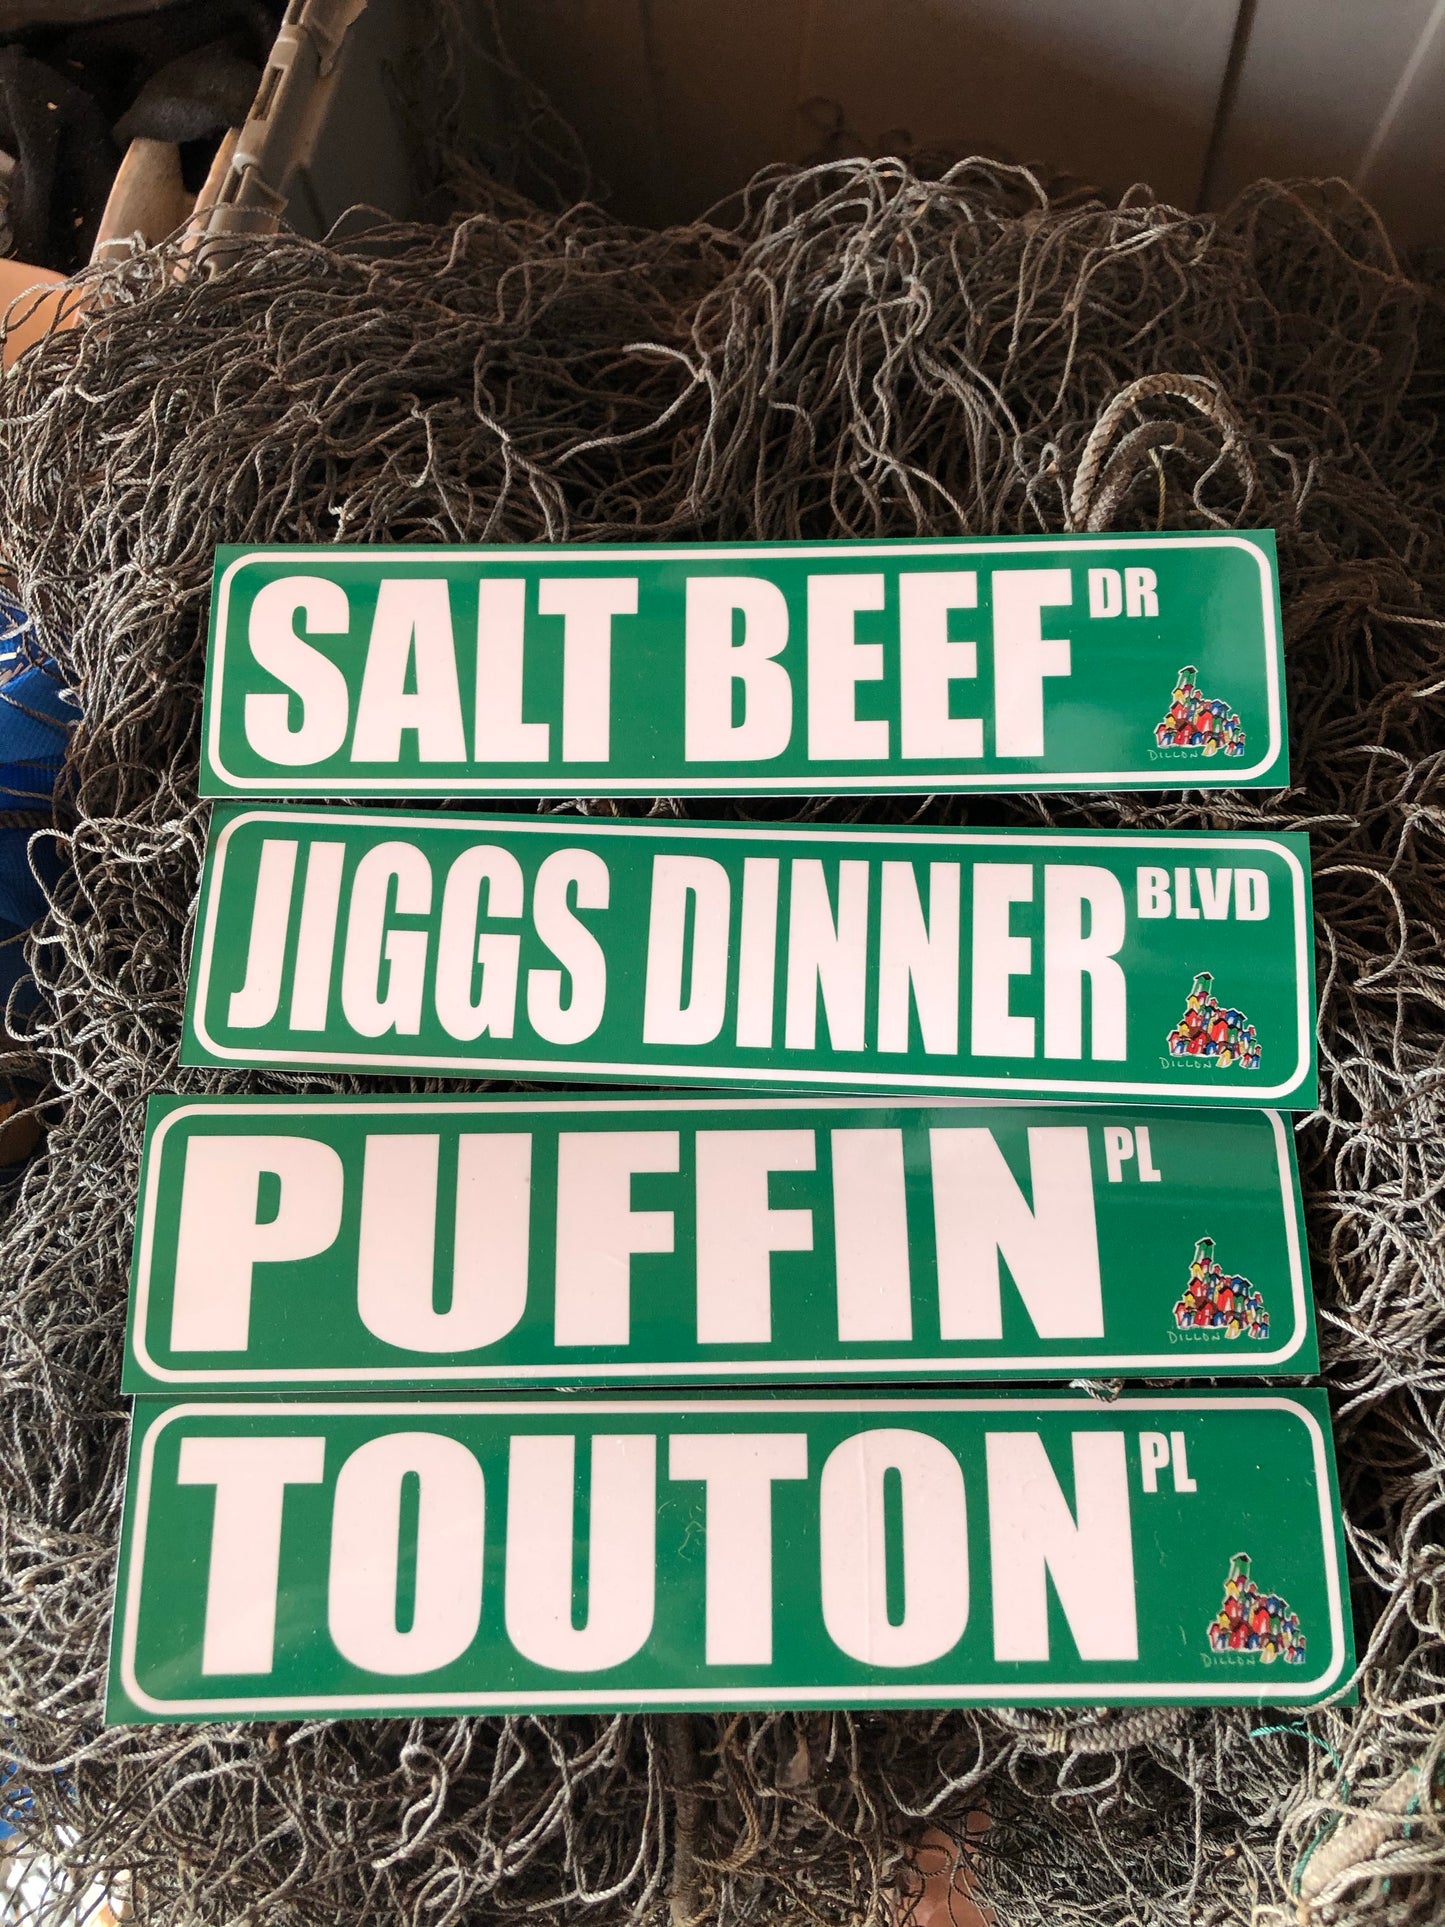 SALT BEEF DR
DILLON
JIGGS DINNER BLVD
DILLON
PUFFIN PL
DILLON
TOUTON PL
DILLON